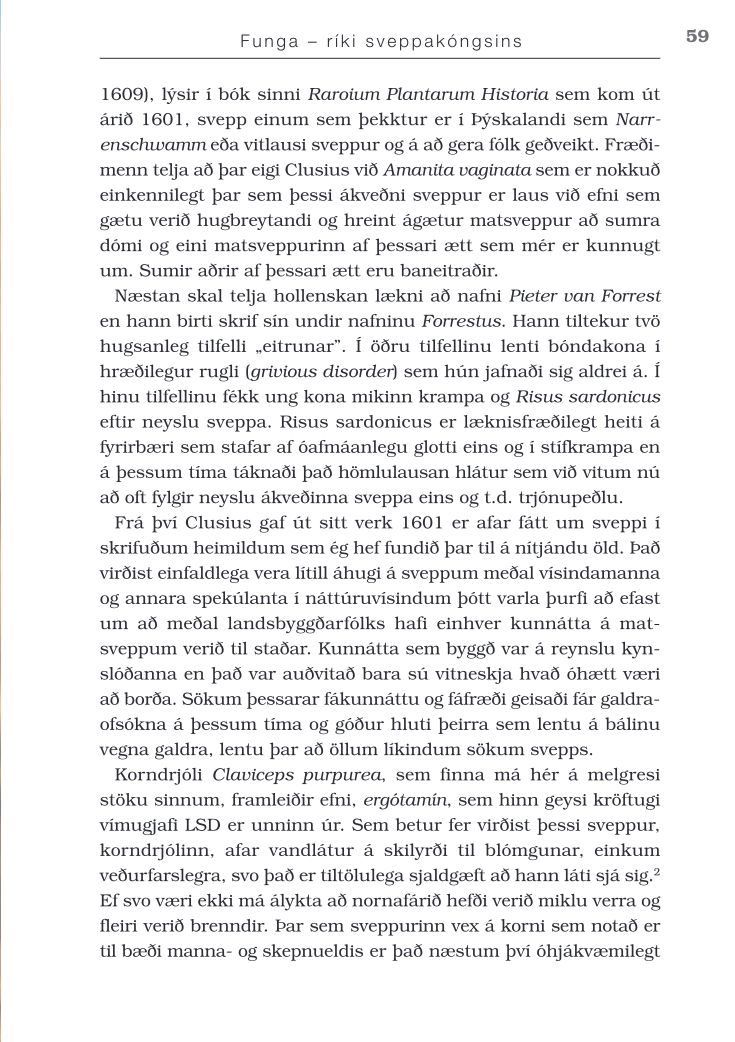 Funga – ríki sveppakóngsins
59
1609), lýsir í bók sinni Raroium Plantarum Historia sem kom út
árið 1601, svepp einum sem þekktur er í Þýskalandi sem Narr-
enschwamm eða vitlausi sveppur og á að gera fólk geðveikt. Fræði-
menn telja að þar eigi Clusius við Amanita vaginata sem er nokkuð
einkennilegt þar sem þessi ákveðni sveppur er laus við efni sem
gætu verið hugbreytandi og hreint ágætur matsveppur að sumra
dómi og eini matsveppurinn af þessari ætt sem mér er kunnugt
um. Sumir aðrir af þessari ætt eru baneitraðir.
Næstan skal telja hollenskan lækni að nafni Pieter van Forrest
en hann birti skrif sín undir nafninu Forrestus. Hann tiltekur tvö
hugsanleg tilfelli „eitrunar”. Í öðru tilfellinu lenti bóndakona í
hræðilegur rugli (grivious disorder) sem hún jafnaði sig aldrei á. Í
hinu tilfellinu fékk ung kona mikinn krampa og Risus sardonicus
eftir neyslu sveppa. Risus sardonicus er læknisfræðilegt heiti á
fyrirbæri sem stafar af óafmáanlegu glotti eins og í stífkrampa en
á þessum tíma táknaði það hömlulausan hlátur sem við vitum nú
að oft fylgir neyslu ákveðinna sveppa eins og t.d. trjónupeðlu.
Frá því Clusius gaf út sitt verk 1601 er afar fátt um sveppi í
skrifuðum heimildum sem ég hef fundið þar til á nítjándu öld. Það
virðist einfaldlega vera lítill áhugi á sveppum meðal vísindamanna
og annara spekúlanta í náttúruvísindum þótt varla þurfi að efast
um að meðal landsbyggðarfólks hafi einhver kunnátta á mat-
sveppum verið til staðar. Kunnátta sem byggð var á reynslu kyn-
slóðanna en það var auðvitað bara sú vitneskja hvað óhætt væri
að borða. Sökum þessarar fákunnáttu og fáfræði geisaði fár galdra-
ofsókna á þessum tíma og góður hluti þeirra sem lentu á bálinu
vegna galdra, lentu þar að öllum líkindum sökum svepps.
Korndrjóli Claviceps purpurea, sem finna má hér á melgresi
stöku sinnum, framleiðir efni, ergótamín, sem hinn geysi kröftugi
vímugjafi LSD er unninn úr. Sem betur fer virðist þessi sveppur,
korndrjólinn, afar vandlátur á skilyrði til blómgunar, einkum
veðurfarslegra, svo það er tiltölulega sjaldgæft að hann láti sjá sig.²
Ef svo væri ekki má álykta að nornafárið hefði verið miklu verra og
fleiri verið brenndir. Þar sem sveppurinn vex á korni sem notað er
til bæði manna- og skepnueldis er það næstum því óhjákvæmilegt